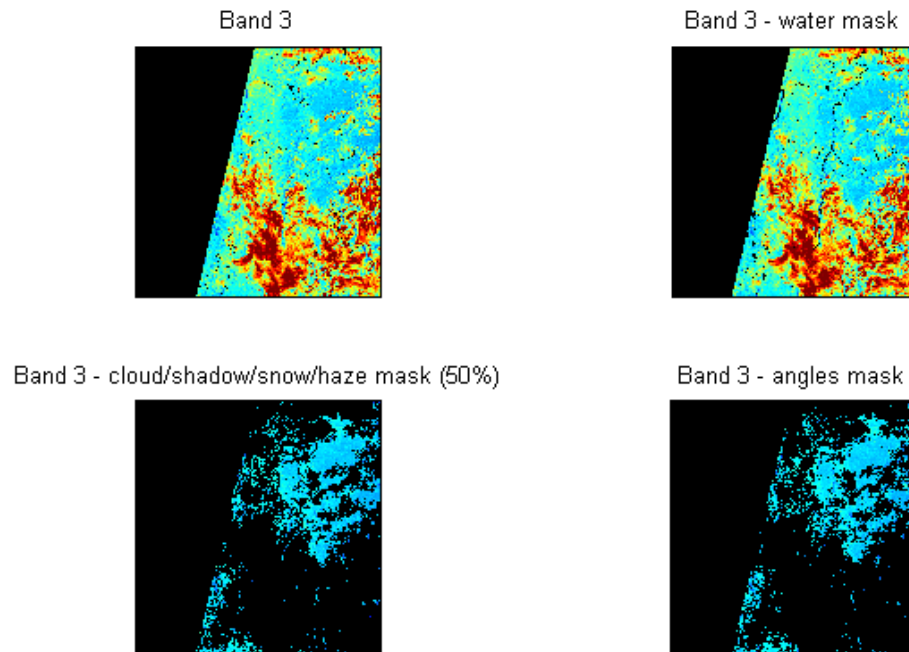 Band 3
Band 3 - water mask
Band 3 - cloud/shadow/snow/haze mask (50%)
Band 3 - angles mask